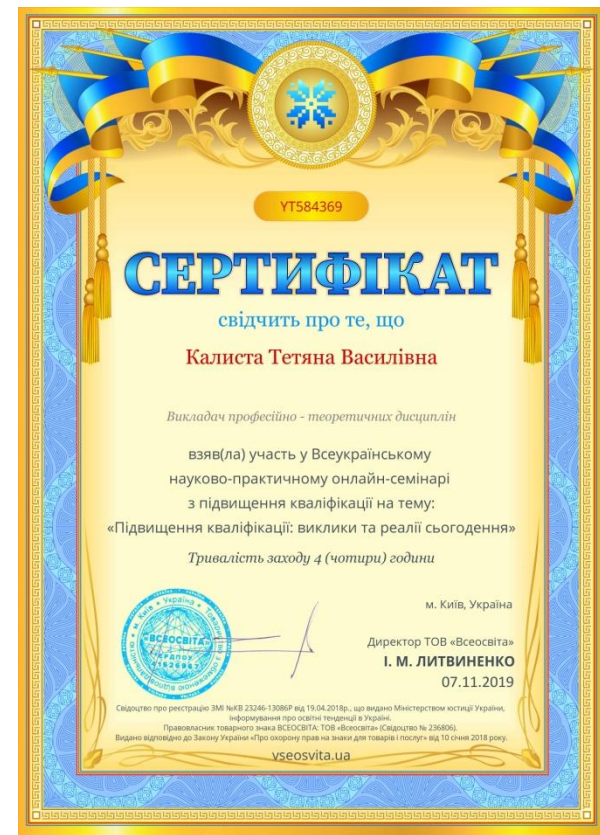 YT584369
СЕРТИФІКАТ
свідчить про те, що
Калиста Тетяна Василівна
Викладач професійно - теоретичних дисциплін
взяв(ла) участь у Всеукраїнському
науково-практичному онлайн-семінарі
з підвищення кваліфікації на тему:
«Підвищення кваліфікації: виклики та реалії сьогодення»
Тривалість заходу 4 (чотири) години
м. Київ, Україна
Директор ТОВ «Всеосвіта»
І. М. ЛИТВИНЕНКО
07.11.2019
м. Київ • Україна
ВСЕОСВІТА
ЄРДПОУ
41826967
Свідоцтво про реєстрацію ЗМІ №КВ 23246-13086Р від 19.04.2018р., що видано Міністерством юстиції України,
інформування про освітні тенденції в Україні.
Правовласник товарного знака ВСЕОСВІТА: ТОВ «Всеосвіта» (Свідоцтво № 236806).
Видано відповідно до Закону України «Про охорону прав на знаки для товарів і послуг» від 10 січня 2018 року.
vseosvita.ua